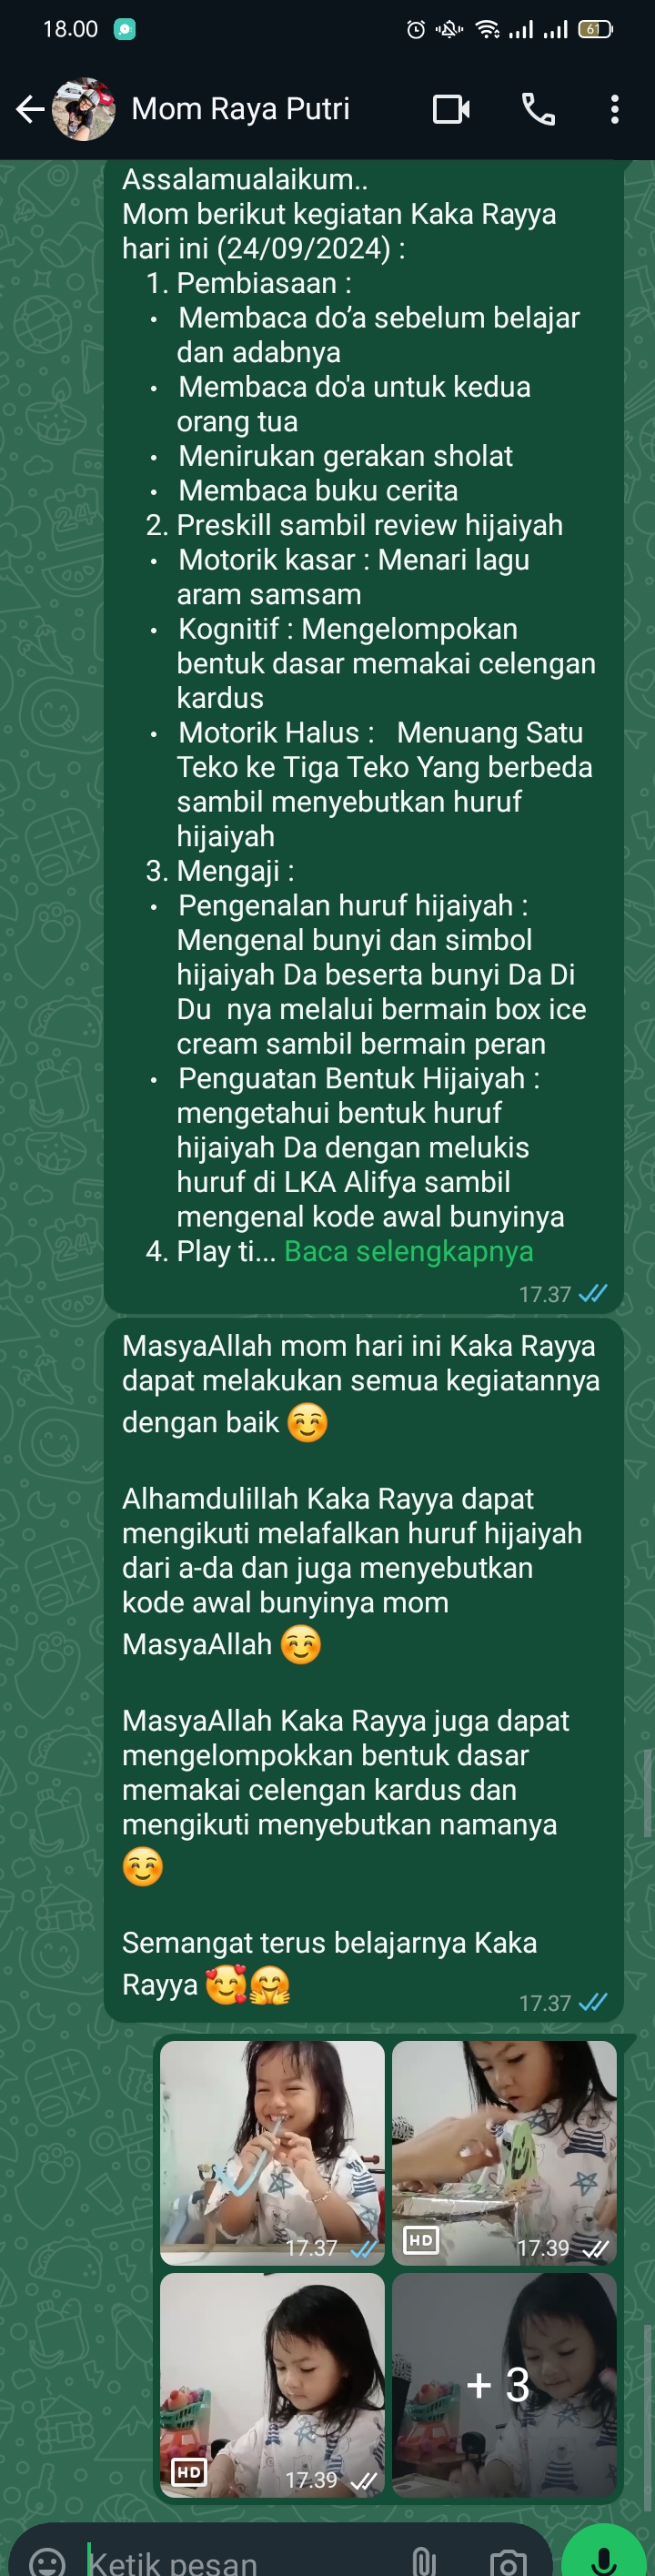 18.00
61
Mom Raya Putri
Assalamualaikum..
Mom berikut kegiatan Kaka Rayya
hari ini (24/09/2024) :
1. Pembiasaan :
• Membaca do’a sebelum belajar
dan adabnya
• Membaca do'a untuk kedua
orang tua
• Menirukan gerakan sholat
• Membaca buku cerita
2. Preskill sambil review hijaiyah
• Motorik kasar : Menari lagu
aram samsam
• Kognitif : Mengelompokan
bentuk dasar memakai celengan
kardus
• Motorik Halus :   Menuang Satu
Teko ke Tiga Teko Yang berbeda
sambil menyebutkan huruf
hijaiyah
3. Mengaji :
• Pengenalan huruf hijaiyah :
Mengenal bunyi dan simbol
hijaiyah Da beserta bunyi Da Di
Du  nya melalui bermain box ice
cream sambil bermain peran
• Penguatan Bentuk Hijaiyah :
mengetahui bentuk huruf
hijaiyah Da dengan melukis
huruf di LKA Alifya sambil
mengenal kode awal bunyinya
4. Play ti... Baca selengkapnya
17.37
MasyaAllah mom hari ini Kaka Rayya
dapat melakukan semua kegiatannya
dengan baik ☺️
Alhamdulillah Kaka Rayya dapat
mengikuti melafalkan huruf hijaiyah
dari a-da dan juga menyebutkan
kode awal bunyinya mom
MasyaAllah ☺️
MasyaAllah Kaka Rayya juga dapat
mengelompokkan bentuk dasar
memakai celengan kardus dan
mengikuti menyebutkan namanya
☺️
Semangat terus belajarnya Kaka
Rayya 🥰🤗
17.37
17.37
HD 17.39
HD 17.39
+ 3
Ketik pesan